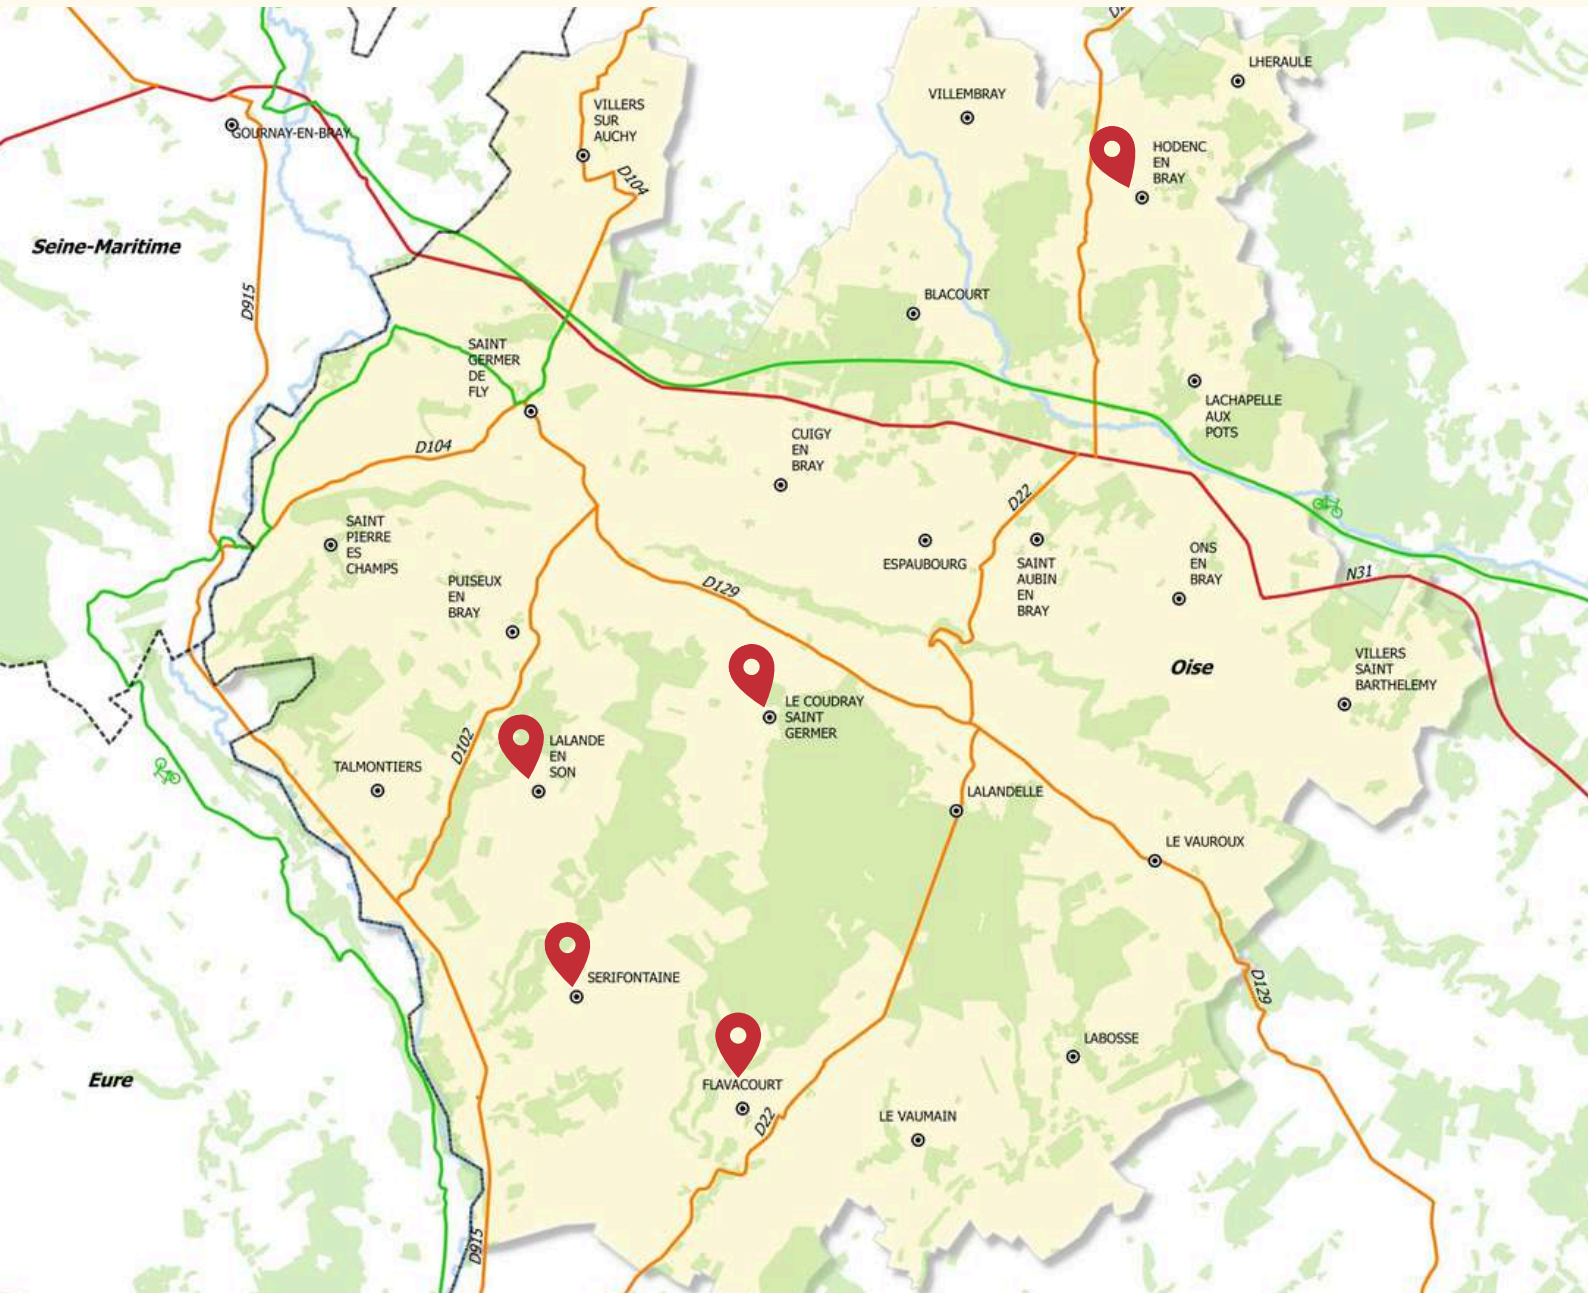 D2
LHERAULE
VILLEMBRAY
VILLERS
SUR
AUCHY
GOURNAY-EN-BRAY
HODENC
EN
BRAY
D104
Seine-Maritime
D915
BLACOURT
SAINT
GERMER
DE
FLY
LACHAPELLE
AUX
POTS
CUIGY
EN
BRAY
D104
D22
SAINT
PIERRE
ES
CHAMPS
ESPAUBOURG
SAINT
AUBIN
EN
BRAY
ONS
EN
BRAY
N31
PUISEUX
EN
BRAY
D129
VILLERS
SAINT
BARTHELEMY
Oise
LE COUDRAY
SAINT
GERMER
D102
LALANDE
EN
SON
TALMONTIERS
LALANDELLE
LE VAUROUX
SERIFONTAINE
D129
LABOSSE
Eure
FLAVACOURT
D22
LE VAUMAIN
D915